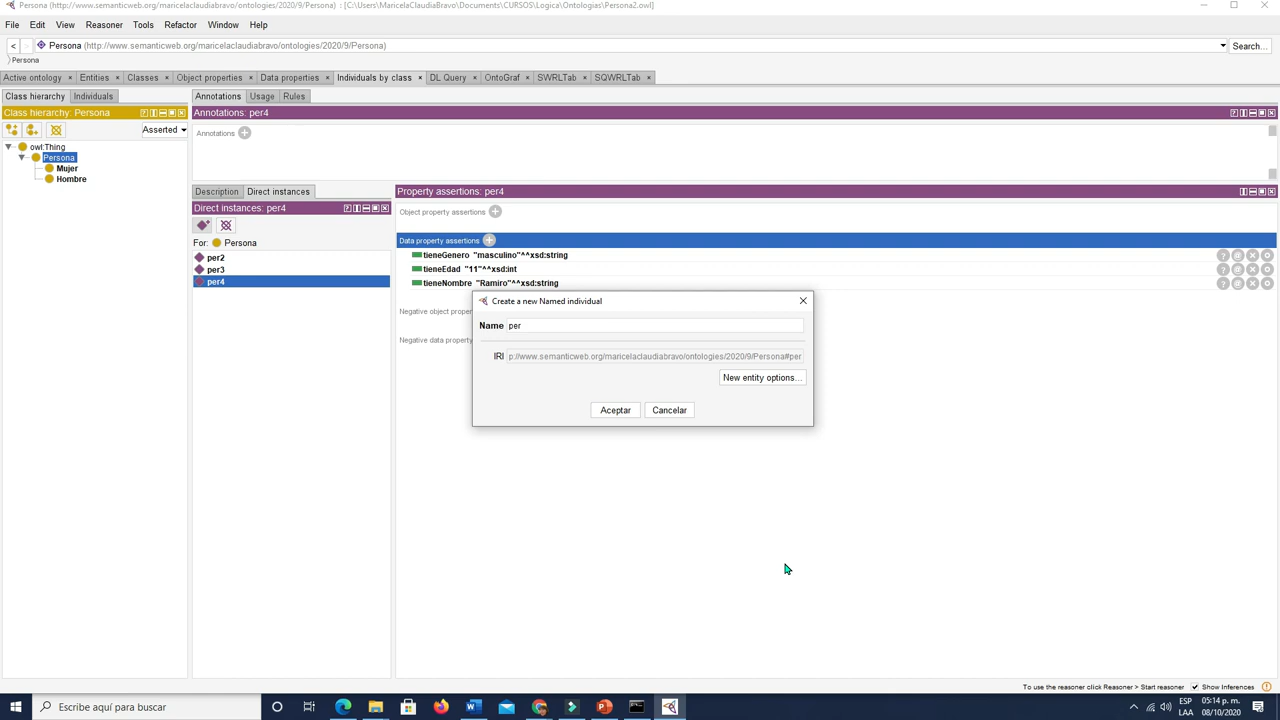 Persona (http://www.semanticweb.org/maricelaclaudiabravo/ontologies/2020/9/Persona) : [C:\Users\MaricelaClaudiaBravo\Documents\CURSOS\Logica\Ontologias\Persona2.owl]
File Edit View Reasoner Tools Refactor Window Help
< > Persona (http://www.semanticweb.org/maricelaclaudiabravo/ontologies/2020/9/Persona) Search...
Persona
Active ontology × Entities × Classes × Object properties × Data properties × Individuals by class × DL Query × OntoGraf × SWRLTab × SQWRLTab ×
Class hierarchy Individuals
Class hierarchy: Persona
Asserted
owl:Thing
Persona
Mujer
Hombre
Annotations Usage Rules
Annotations: per4
Annotations
Description Direct instances
Direct instances: per4
For: Persona
per2
per3
per4
Property assertions: per4
Object property assertions
Data property assertions
tieneGenero "masculino"^^xsd:string
tieneEdad "11"^^xsd:int
tieneNombre "Ramiro"^^xsd:string
Negative object proper
Negative data property
Create a new Named individual
Name per
IRI p://www.semanticweb.org/maricelaclaudiabravo/ontologies/2020/9/Persona#per
New entity options...
Aceptar Cancelar
To use the reasoner click Reasoner > Start reasoner Show Inferences
Escribe aquí para buscar
ESP 05:14 p. m.
LAA 08/10/2020